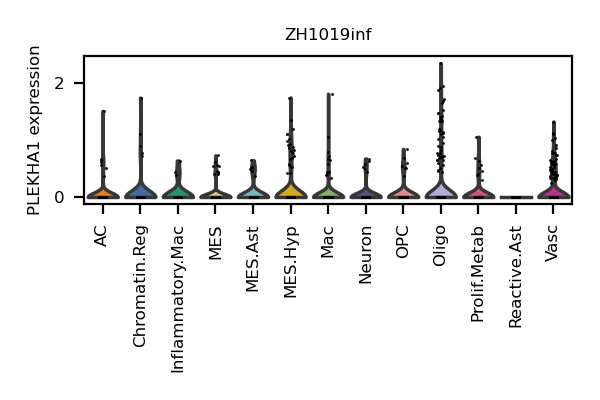 ZH1019inf
PLEKHA1 expression
2
0
AC
Chromatin.Reg
Inflammatory.Mac
MES
MES.Ast
MES.Hyp
Mac
Neuron
OPC
Oligo
Prolif.Metab
Reactive.Ast
Vasc